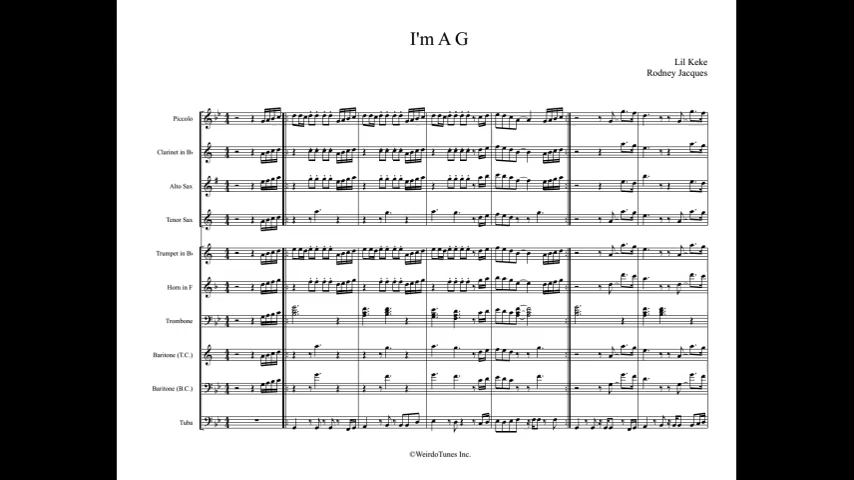 I'm A G
Lil Keke
Rodney Jacques
Piccolo
Clarinet in B♭
Alto Sax
Tenor Sax
Trumpet in B♭
Horn in F
Trombone
Baritone (T.C.)
Baritone (B.C.)
Tuba
©WeirdoTunes Inc.